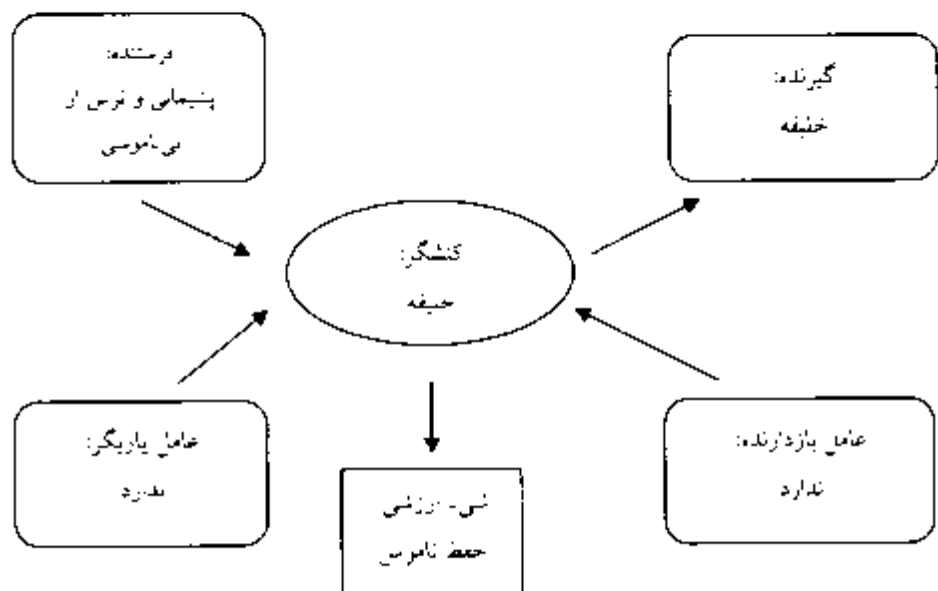 گیرنده:
خلیفه
فرستنده:
پشیمانی و ترس از
بی‌ناموسی
کنشگر:
خلیفه
عامل بازدارنده:
ندارد
عامل یاریگر:
ندارد
شیء ارزشی
حفظ ناموس